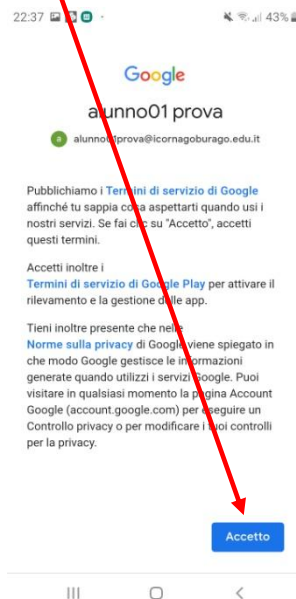 22:37 43%
Google
alunno01 prova
a alunno01prova@icornagoburago.edu.it
Pubblichiamo i Termini di servizio di Google
affinché tu sappia cosa aspettarti quando usi i
nostri servizi. Se fai clic su "Accetto", accetti
questi termini.
Accetti inoltre i
Termini di servizio di Google Play per attivare il
rilevamento e la gestione delle app.
Tieni inoltre presente che nelle
Norme sulla privacy di Google viene spiegato in
che modo Google gestisce le informazioni
generate quando utilizzi i servizi Google. Puoi
visitare in qualsiasi momento la pagina Account
Google (account.google.com) per eseguire un
Controllo privacy o per modificare i tuoi controlli
per la privacy.
Accetto